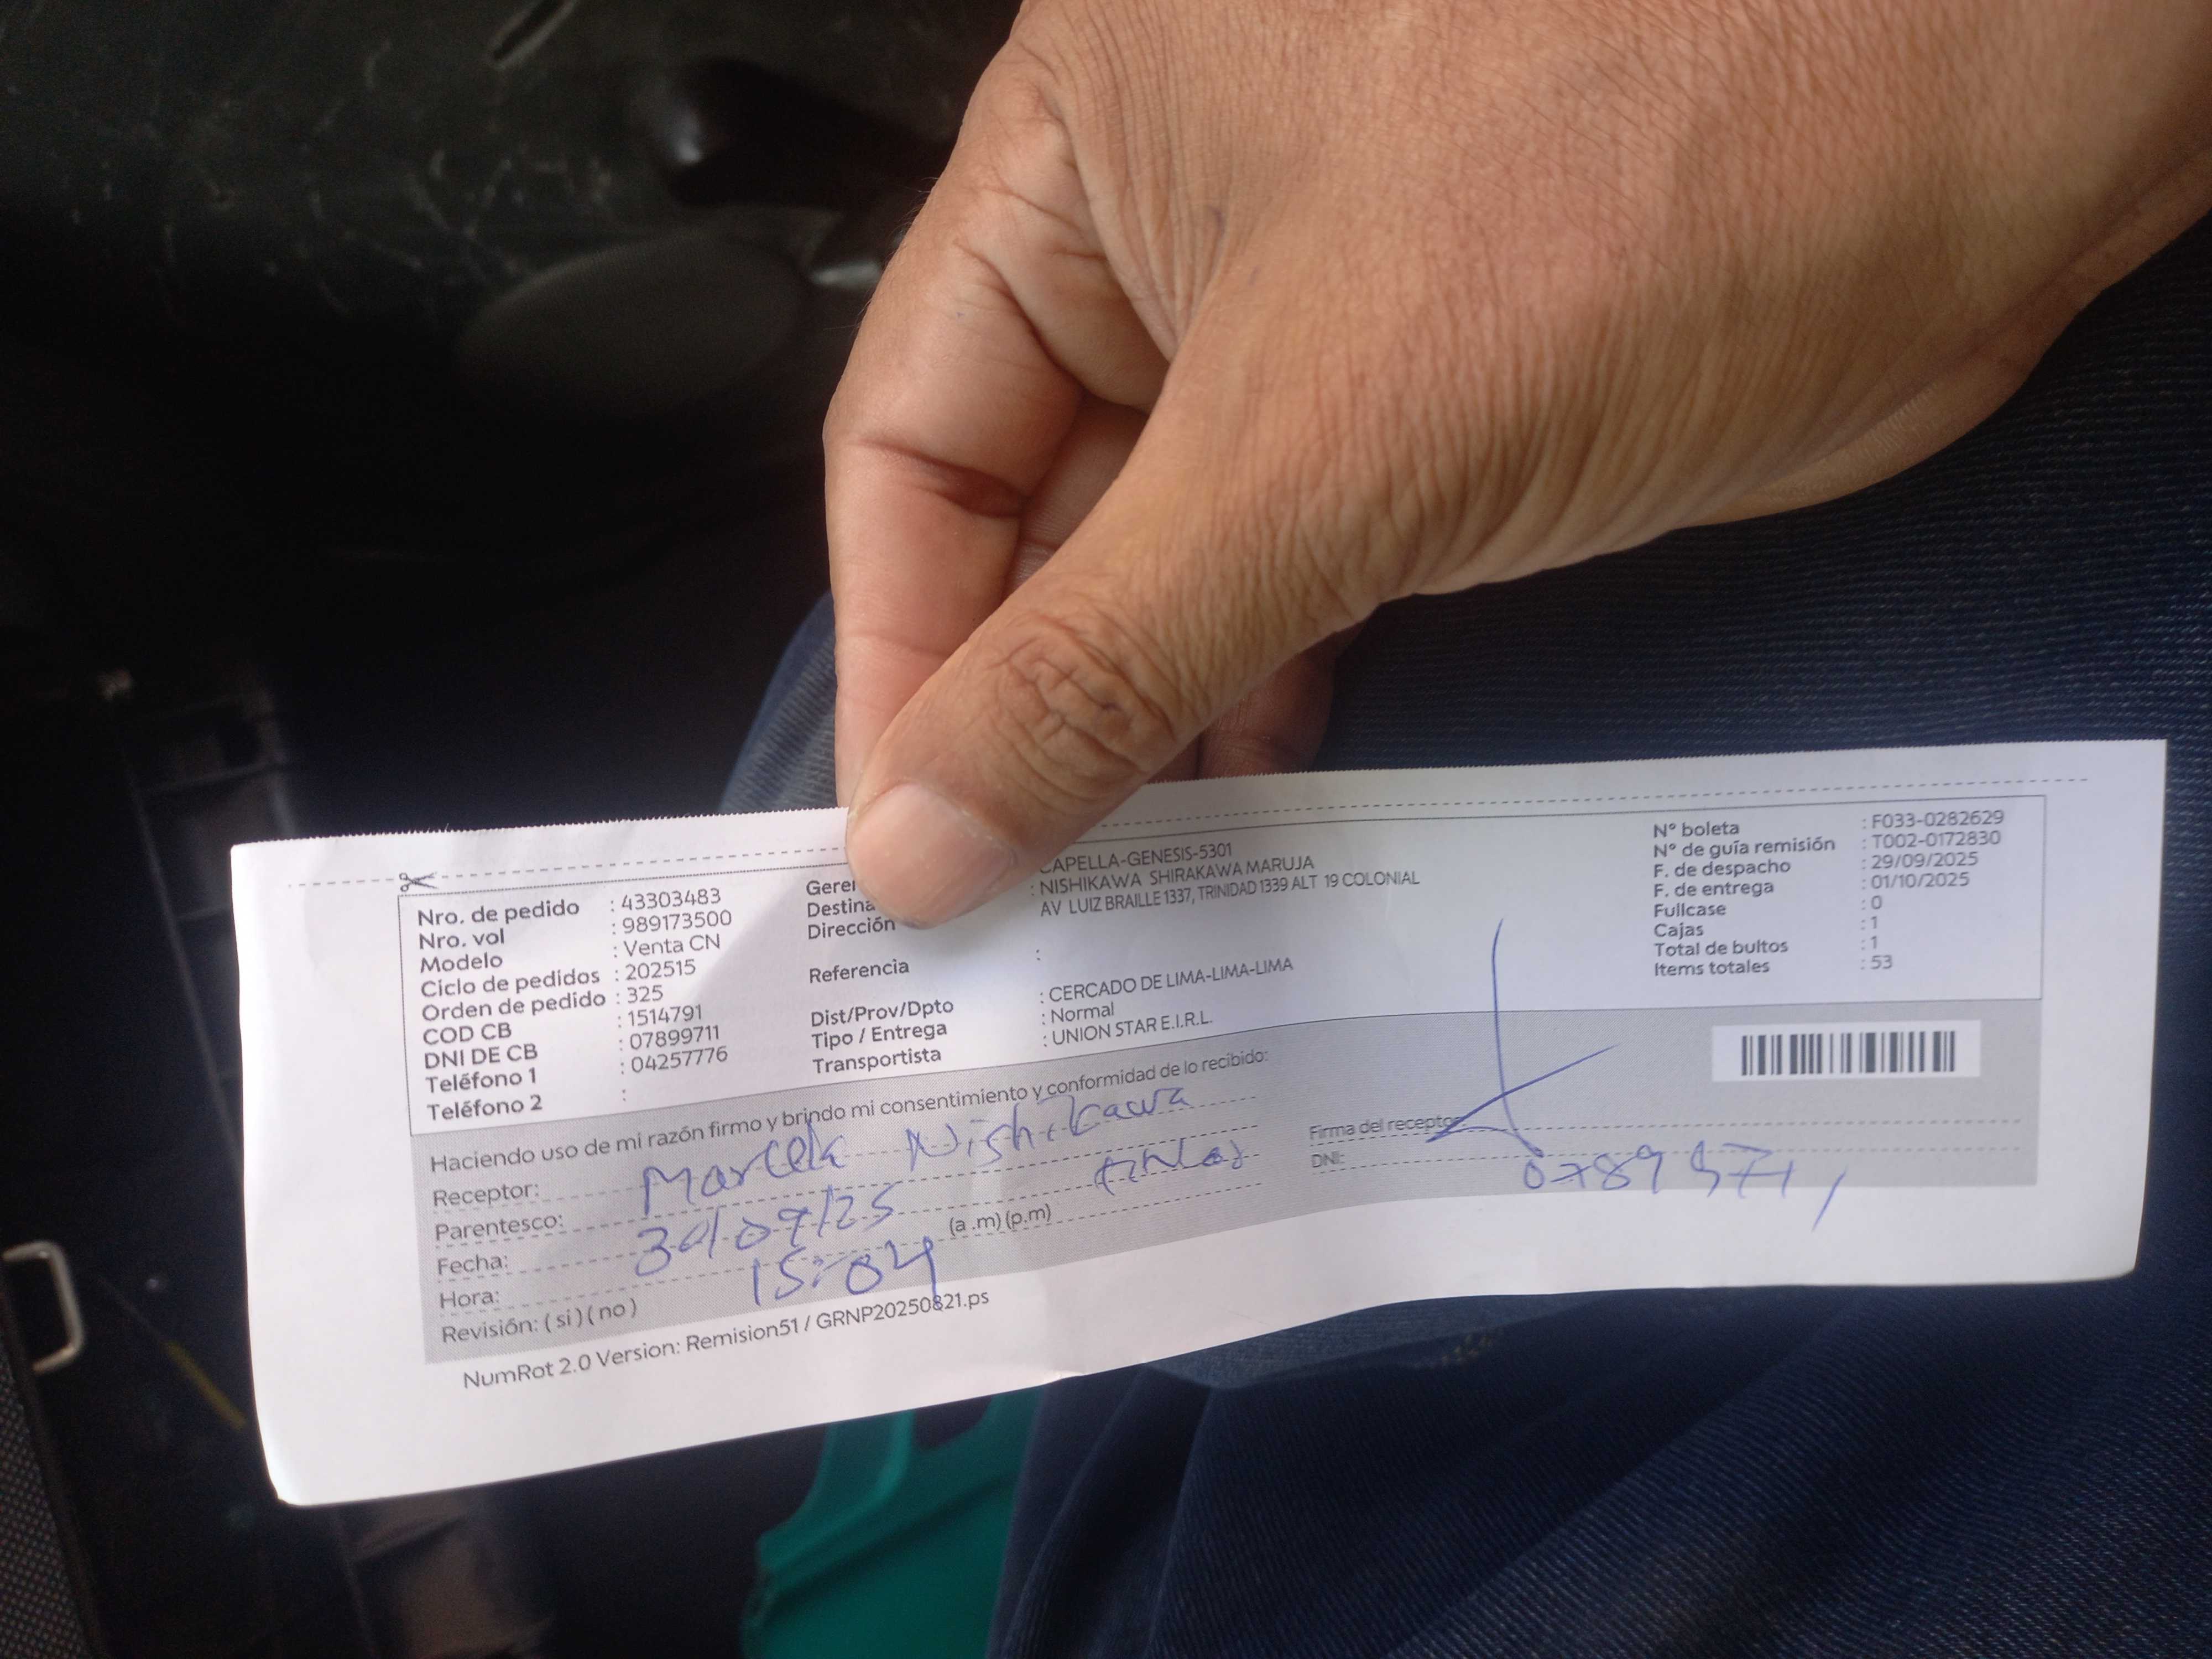 Nro. de pedido : 43303483
Nro. vol : 989173500
Modelo : Venta CN
Ciclo de pedidos : 202515
Orden de pedido : 325
COD CB : 1514791
DNI DE CB : 07899711
Teléfono 1 : 04257776
Teléfono 2 :
APELLA-GENESIS-5301
Destina : NISHIKAWA SHIRAKAWA MARUJA
Dirección AV LUIZ BRAILLE 1337, TRINIDAD 1339 ALT 19 COLONIAL
Referencia :
Dist/Prov/Dpto : CERCADO DE LIMA-LIMA-LIMA
Tipo / Entrega : Normal
Transportista : UNION STAR E.I.R.L.
N° boleta : F033-0282629
N° de guía remisión : T002-0172830
F. de despacho : 29/09/2025
F. de entrega : 01/10/2025
Fullcase : 0
Cajas : 1
Total de bultos : 1
Items totales : 53
Haciendo uso de mi razón firmo y brindo mi consentimiento y conformidad de lo recibido:
Receptor: Marcela Nishikawa
Parentesco:
Fecha: 30/09/25
Hora: 15:04 (a .m) (p.m)
Revisión: ( si ) ( no )
Firma del receptor
DNI:
NumRot 2.0 Version: Remision51 / GRNP20250821.ps